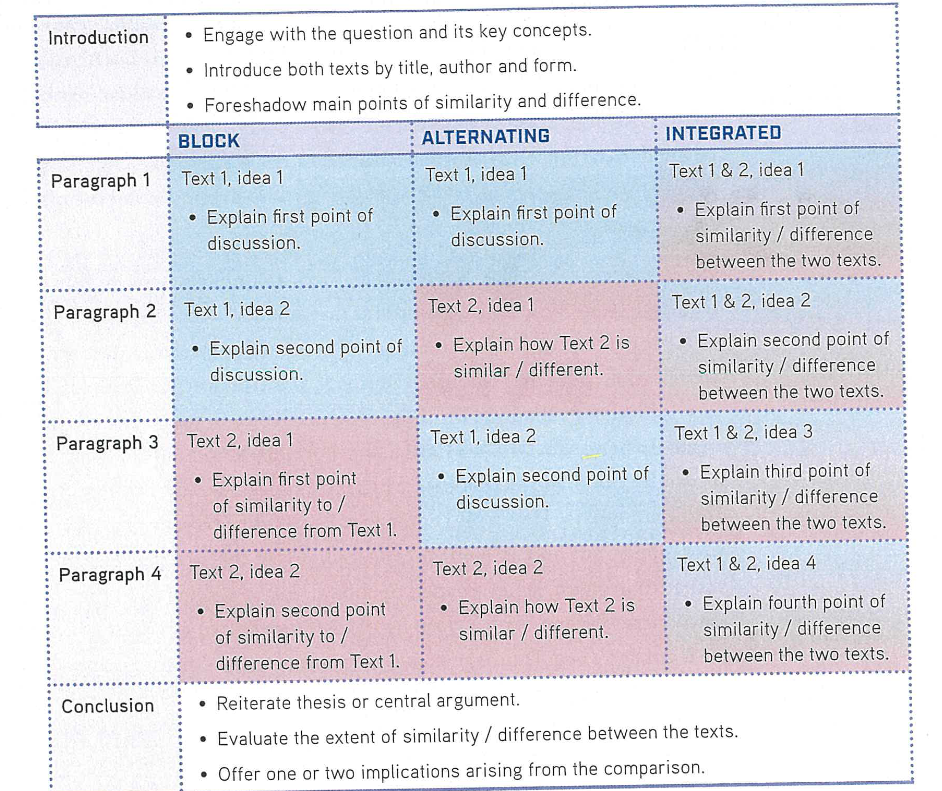 Introduction
• Engage with the question and its key concepts.
• Introduce both texts by title, author and form.
• Foreshadow main points of similarity and difference.
BLOCK
ALTERNATING
INTEGRATED
Paragraph 1
Text 1, idea 1
• Explain first point of
discussion.
Text 1, idea 1
• Explain first point of
discussion.
Text 1 & 2, idea 1
• Explain first point of
similarity / difference
between the two texts.
Paragraph 2
Text 1, idea 2
• Explain second point of
discussion.
Text 2, idea 1
• Explain how Text 2 is
similar / different.
Text 1 & 2, idea 2
• Explain second point of
similarity / difference
between the two texts.
Paragraph 3
Text 2, idea 1
• Explain first point
of similarity to /
difference from Text 1.
Text 1, idea 2
• Explain second point of
discussion.
Text 1 & 2, idea 3
• Explain third point of
similarity / difference
between the two texts.
Paragraph 4
Text 2, idea 2
• Explain second point
of similarity to /
difference from Text 1.
Text 2, idea 2
• Explain how Text 2 is
similar / different.
Text 1 & 2, idea 4
• Explain fourth point of
similarity / difference
between the two texts.
Conclusion
• Reiterate thesis or central argument.
• Evaluate the extent of similarity / difference between the texts.
• Offer one or two implications arising from the comparison.